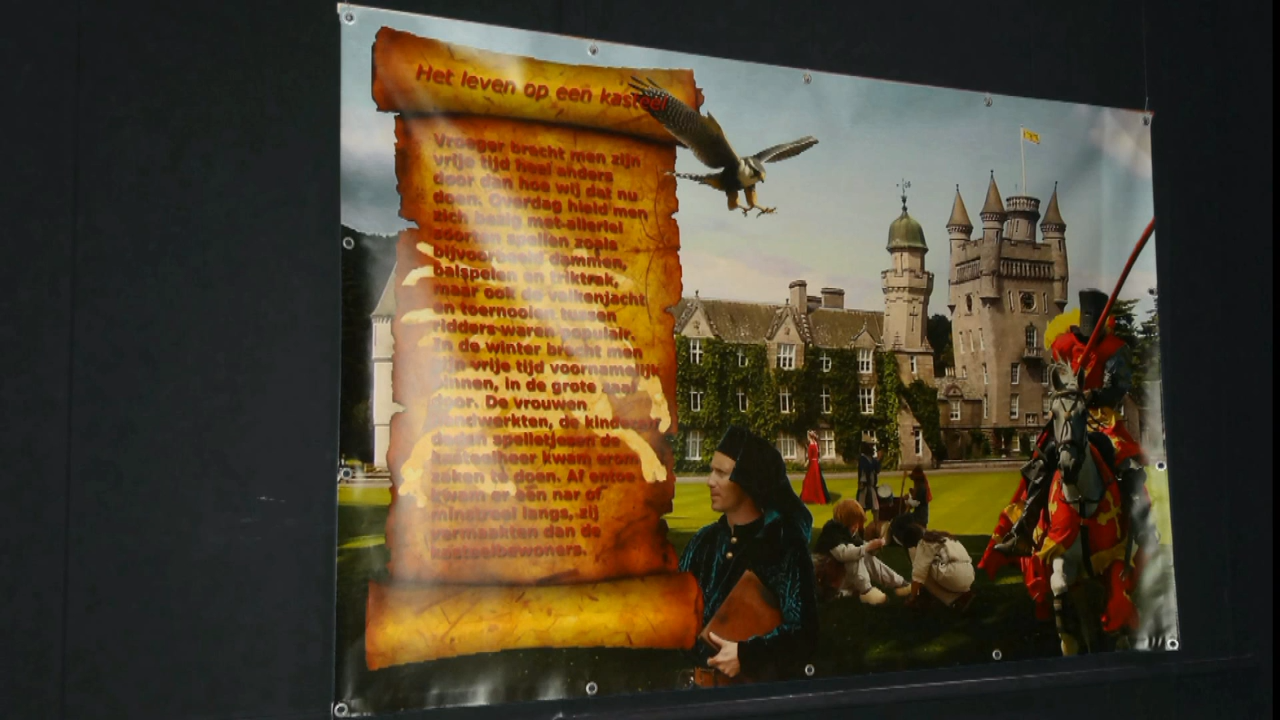 Het leven op een kasteel
Vroeger bracht men zijn
vrije tijd heel anders
door dan hoe wij dat nu
doen. Overdag hield men
zich bezig met allerlei
soorten spellen zoals
bijvoorbeeld dammen,
balspelen en triktrak,
maar ook de valkenjacht
en toernooien tussen
ridders waren populair.
In de winter bracht men
zijn vrije tijd voornamelijk
binnen, in de grote zaal
door. De vrouwen
handwerkten, de kinderen
deden spelletjes en de
kasteelheer kwam erom
zaken te doen. Af en toe
kwam er een nar of
minstreel langs, zij
vermaakten dan de
kasteelbewoners.